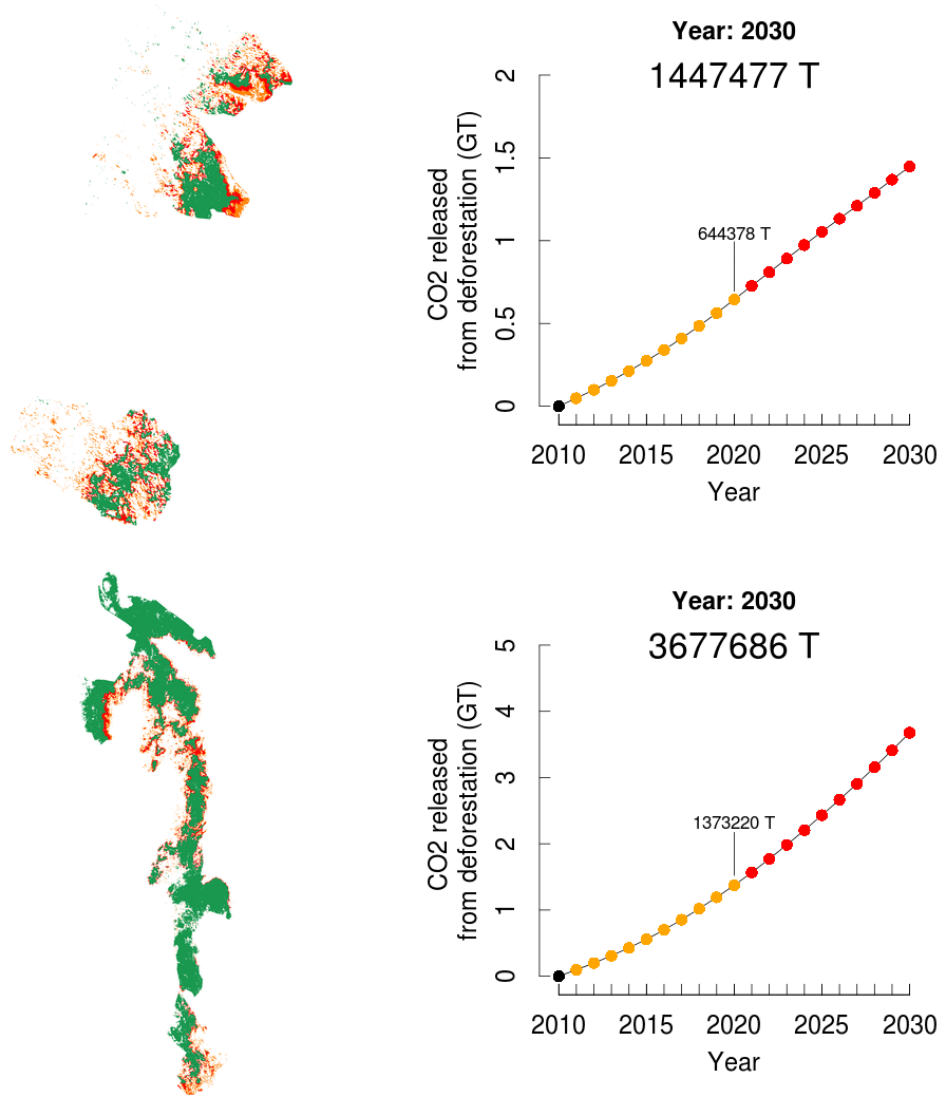 Year: 2030
1447477 T
CO2 released
from deforestation (GT)
2
1.5
1
0.5
0
644378 T
2010 2015 2020 2025 2030
Year
Year: 2030
3677686 T
CO2 released
from deforestation (GT)
5
4
3
2
1
0
1373220 T
2010 2015 2020 2025 2030
Year